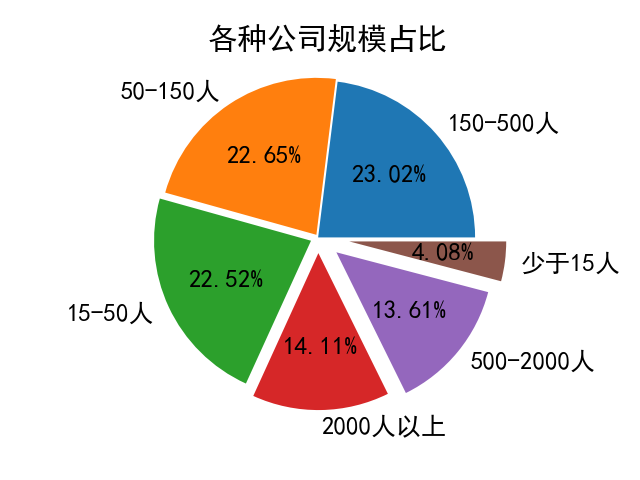 各种公司规模占比
50-150人
150-500人
22.65%
23.02%
4.08%
少于15人
22.52%
13.61%
15-50人
14.11%
500-2000人
2000人以上